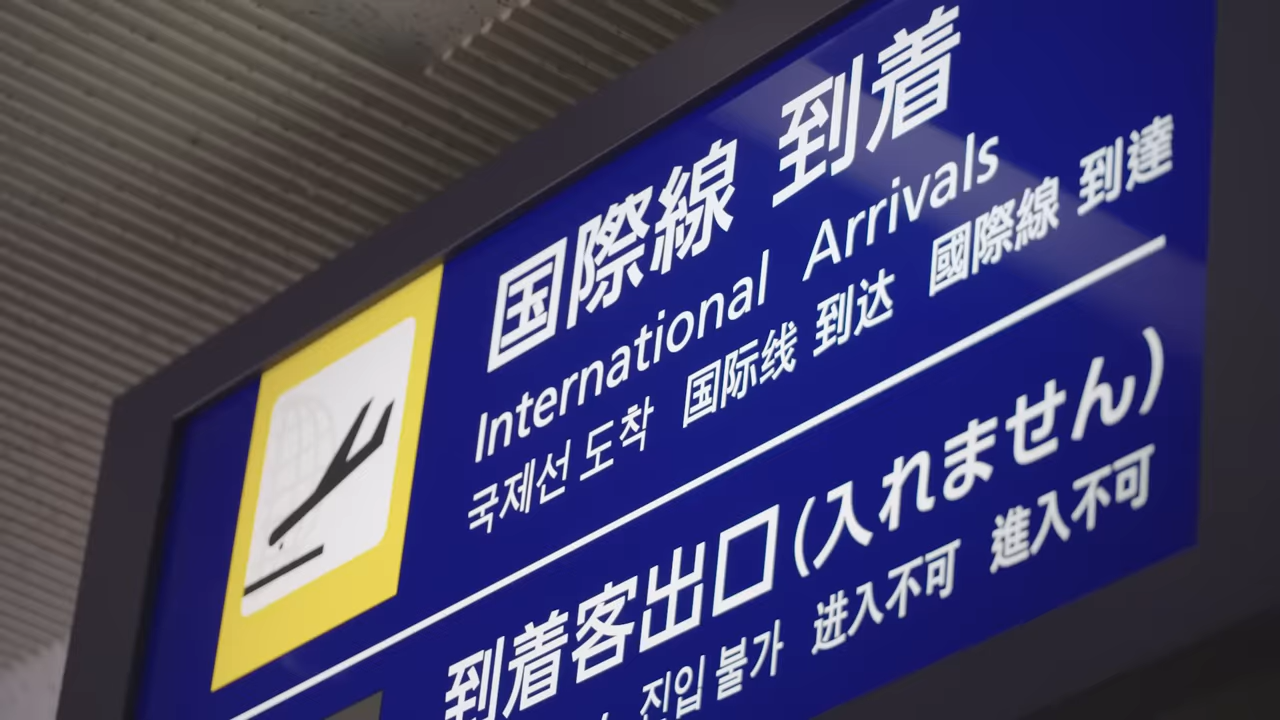 国際線 到着
International Arrivals
국제선 도착 国际线 到达 國際線 到達
到着客出口(入れません)
진입 불가 进入不可 進入不可